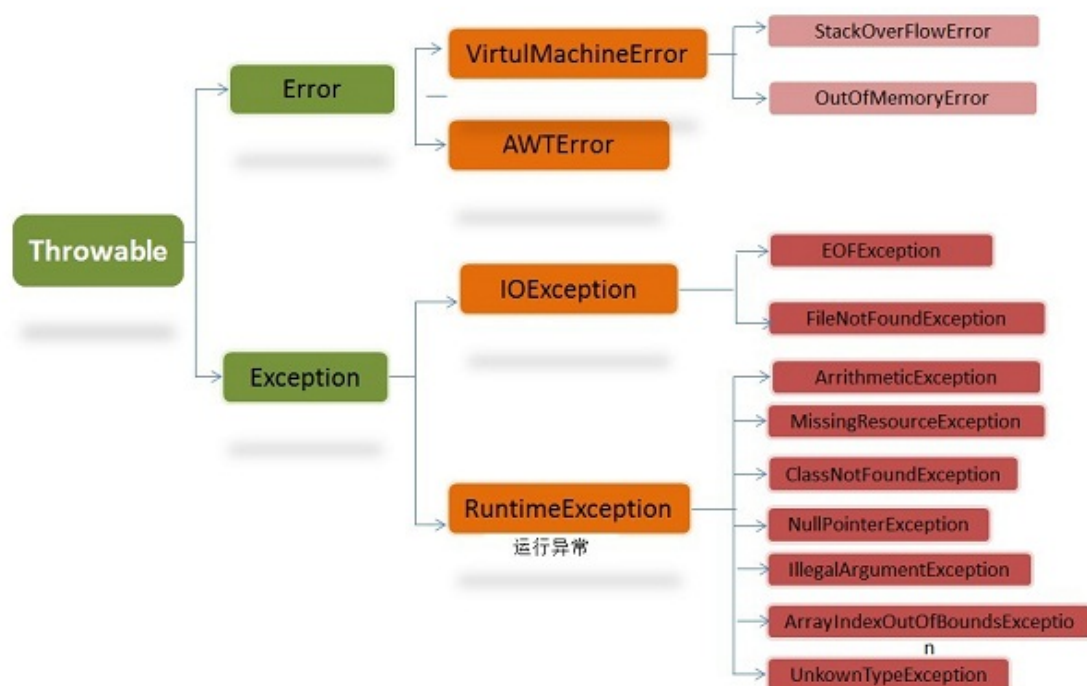 Throwable
Error
VirtulMachineError
StackOverFlowError
OutOfMemoryError
AWTError
Exception
IOException
EOFException
FileNotFoundException
RuntimeException
运行异常
ArrithmeticException
MissingResourceException
ClassNotFoundException
NullPointerException
IllegalArgumentException
ArrayIndexOutOfBoundsExceptio
n
UnkownTypeException